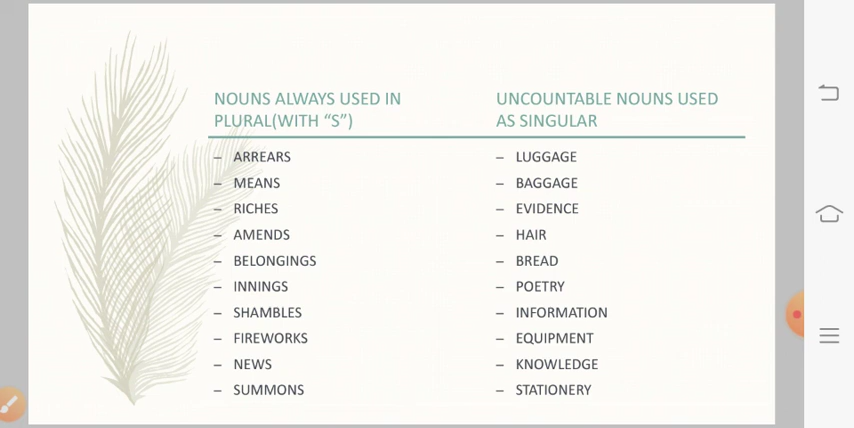 NOUNS ALWAYS USED IN
PLURAL(WITH “S”)
– ARREARS
– MEANS
– RICHES
– AMENDS
– BELONGINGS
– INNINGS
– SHAMBLES
– FIREWORKS
– NEWS
– SUMMONS
UNCOUNTABLE NOUNS USED
AS SINGULAR
– LUGGAGE
– BAGGAGE
– EVIDENCE
– HAIR
– BREAD
– POETRY
– INFORMATION
– EQUIPMENT
– KNOWLEDGE
– STATIONERY